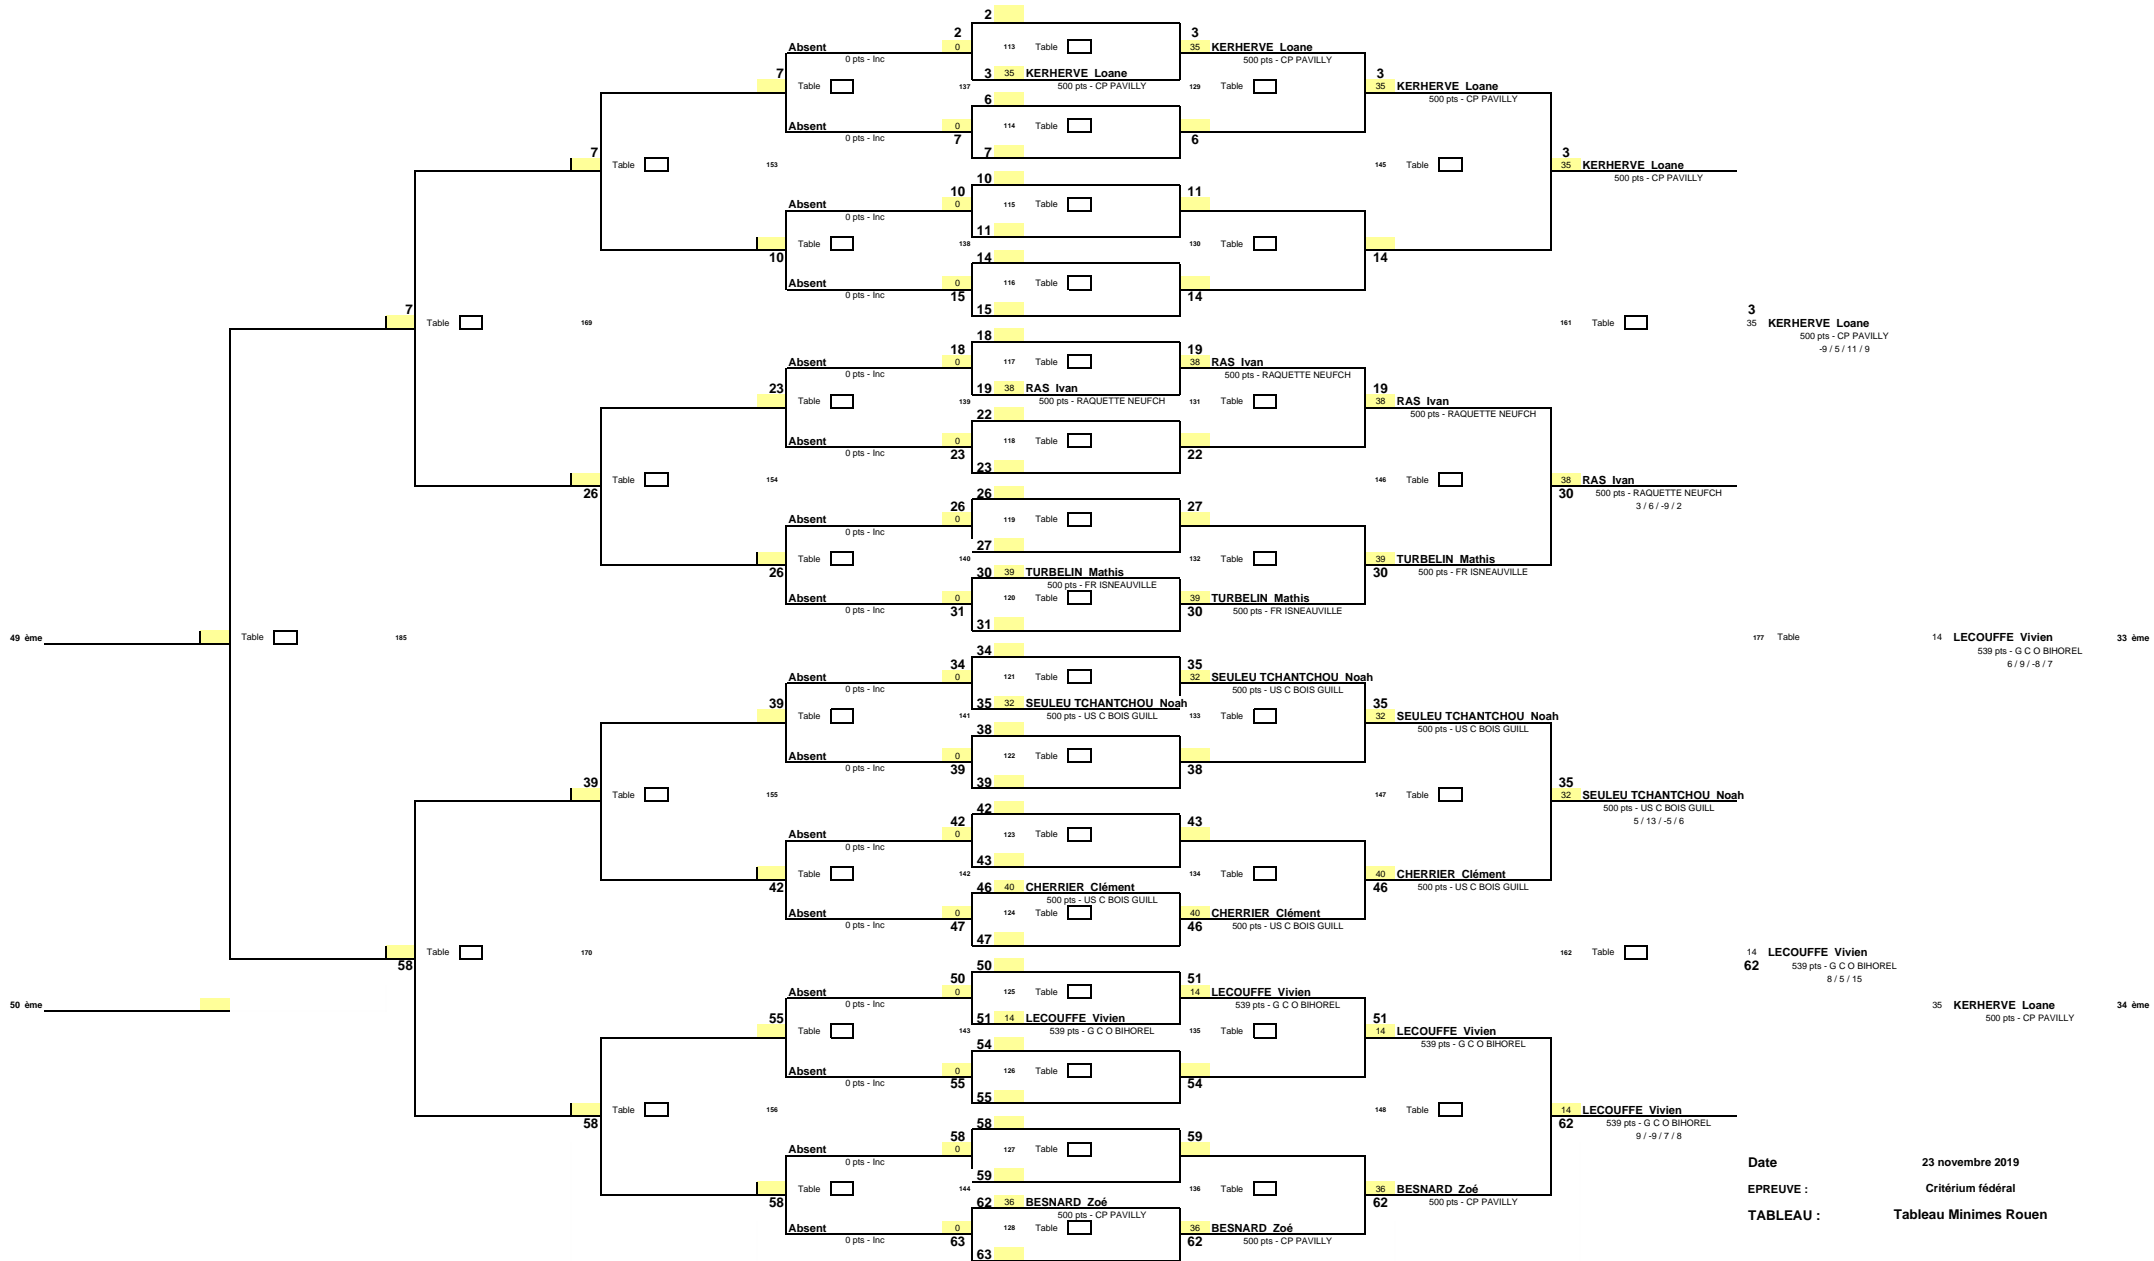 2
2
3
Absent 0 113 Table 35 KERHERVE Loane
0 pts - Inc 500 pts - CP PAVILLY
7 3 35 KERHERVE Loane 3
Table 137 500 pts - CP PAVILLY 129 Table 35 KERHERVE Loane
6 500 pts - CP PAVILLY
Absent 0 114 Table
0 pts - Inc 7 6
7 7 3
Table 153 145 Table 35 KERHERVE Loane
10 500 pts - CP PAVILLY
10 11
Absent 0 115 Table
0 pts - Inc
11
Table 138 130 Table
10 14 14
Absent 0 116 Table
0 pts - Inc 15 14
7 15 3
Table 169 161 Table 35 KERHERVE Loane
18 500 pts - CP PAVILLY
18 19 -9 / 5 / 11 / 9
Absent 0 117 Table 38 RAS Ivan
0 pts - Inc 500 pts - RAQUETTE NEUFCH
23 19 38 RAS Ivan 19
Table 139 500 pts - RAQUETTE NEUFCH 131 Table 38 RAS Ivan
22 500 pts - RAQUETTE NEUFCH
Absent 0 118 Table
0 pts - Inc 23 22
23
Table 154 146 Table 38 RAS Ivan
26 26 30 500 pts - RAQUETTE NEUFCH
26 27 3 / 6 / -9 / 2
Absent 0 119 Table
0 pts - Inc
27
Table 140 132 Table 39 TURBELIN Mathis
26 30 39 TURBELIN Mathis 30 500 pts - FR ISNEAUVILLE
500 pts - FR ISNEAUVILLE
Absent 0 120 Table 39 TURBELIN Mathis
0 pts - Inc 31 30 500 pts - FR ISNEAUVILLE
31
49 ème Table 185 177 Table 14 LECOUFFE Vivien 33 ème
34 539 pts - G C O BIHOREL
34 35 6 / 9 / -8 / 7
Absent 0 121 Table 32 SEULEU TCHANTCHOU Noah
0 pts - Inc 500 pts - US C BOIS GUILL
39 35 32 SEULEU TCHANTCHOU Noah 35
Table 141 500 pts - US C BOIS GUILL 133 Table 32 SEULEU TCHANTCHOU Noah
38 500 pts - US C BOIS GUILL
Absent 0 122 Table
0 pts - Inc 39 38
39 39 35
Table 155 147 Table 32 SEULEU TCHANTCHOU Noah
42 500 pts - US C BOIS GUILL
42 43 5 / 13 / -5 / 6
Absent 0 123 Table
0 pts - Inc
43
Table 142 134 Table 40 CHERRIER Clément
42 46 40 CHERRIER Clément 46 500 pts - US C BOIS GUILL
500 pts - US C BOIS GUILL
Absent 0 124 Table 40 CHERRIER Clément
0 pts - Inc 47 46 500 pts - US C BOIS GUILL
47
Table 170 162 Table 14 LECOUFFE Vivien
58 50 62 539 pts - G C O BIHOREL
50 51 8 / 5 / 15
Absent 0 125 Table 14 LECOUFFE Vivien
0 pts - Inc 539 pts - G C O BIHOREL
50 ème 35 KERHERVE Loane 34 ème
500 pts - CP PAVILLY
55 51 14 LECOUFFE Vivien 51
Table 143 539 pts - G C O BIHOREL 135 Table 14 LECOUFFE Vivien
54 539 pts - G C O BIHOREL
Absent 0 126 Table
0 pts - Inc 55 54
55
Table 156 148 Table 14 LECOUFFE Vivien
58 58 62 539 pts - G C O BIHOREL
58 59 9 / -9 / 7 / 8
Absent 0 127 Table
0 pts - Inc
Date 23 novembre 2019
59
Table 144 136 Table 36 BESNARD Zoé
EPREUVE : Critérium fédéral
58 62 36 BESNARD Zoé 62 500 pts - CP PAVILLY
500 pts - CP PAVILLY
TABLEAU : Tableau Minimes Rouen
Absent 0 128 Table 36 BESNARD Zoé
0 pts - Inc 63 62 500 pts - CP PAVILLY
63